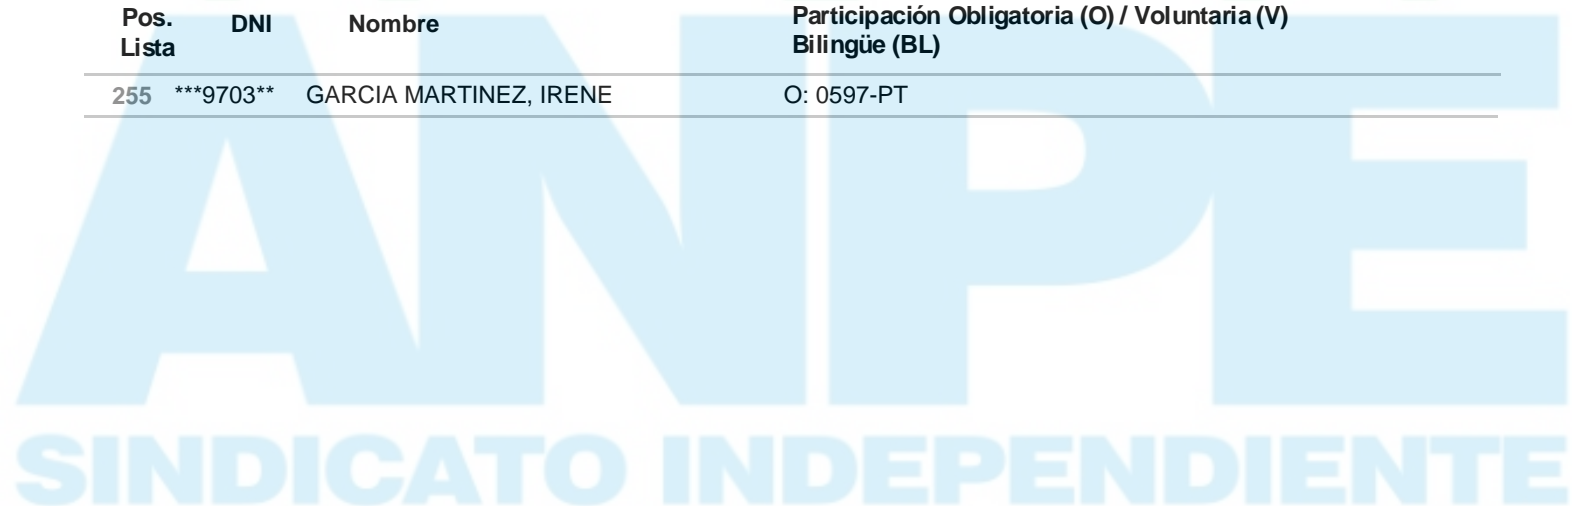 Pos. Lista DNI Nombre Participación Obligatoria (O) / Voluntaria (V) Bilingüe (BL)
255 ***9703** GARCIA MARTINEZ, IRENE O: 0597-PT
ANPE
SINDICATO INDEPENDIENTE